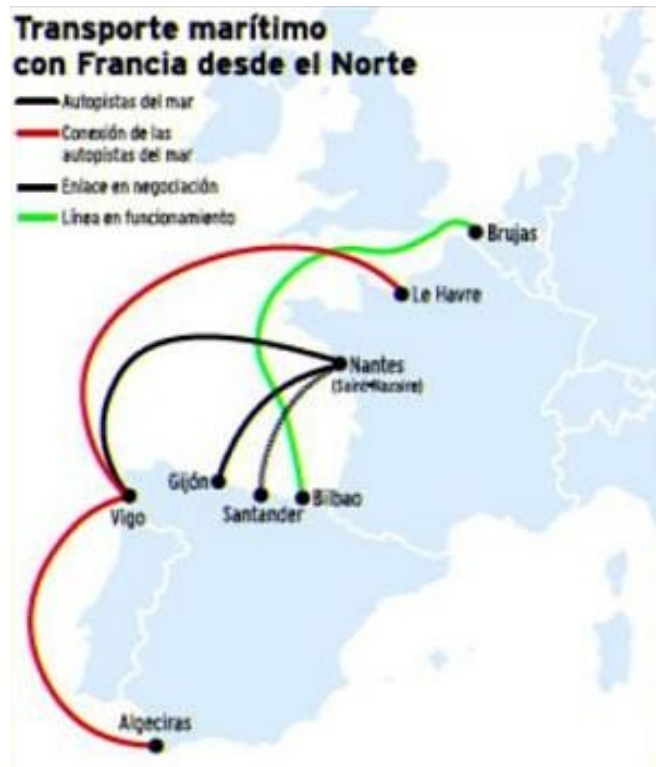 Transporte marítimo
con Francia desde el Norte
Autopistas del mar
Conexión de las
autopistas del mar
Enlace en negociación
Línea en funcionamiento
Brujas
Le Havre
Nantes
(Saint-Nazaire)
Gijón
Santander
Bilbao
Vigo
Algeciras